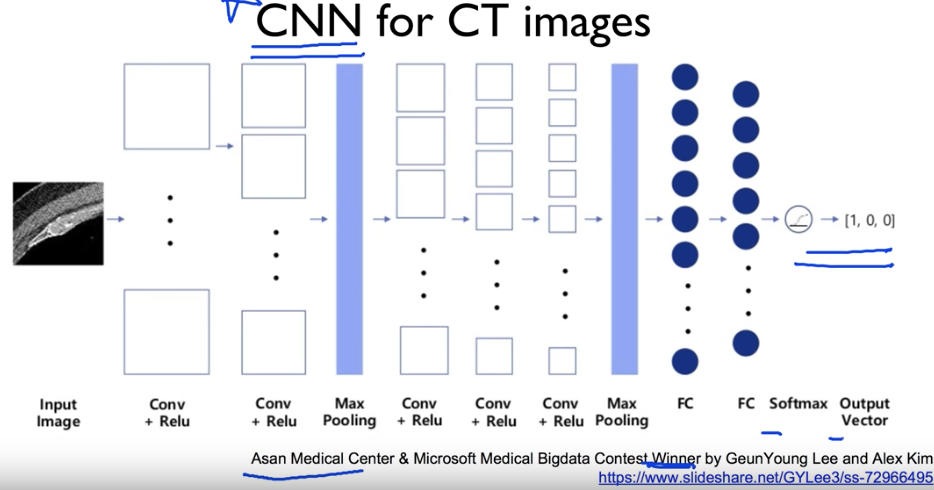 CNN for CT images
[1, 0, 0]
Input Image
Conv + Relu
Conv + Relu
Max Pooling
Conv + Relu
Conv + Relu
Conv + Relu
Max Pooling
FC
FC
Softmax
Output Vector
Asan Medical Center & Microsoft Medical Bigdata Contest Winner by GeunYoung Lee and Alex Kim
https://www.slideshare.net/GYLee3/ss-72966495